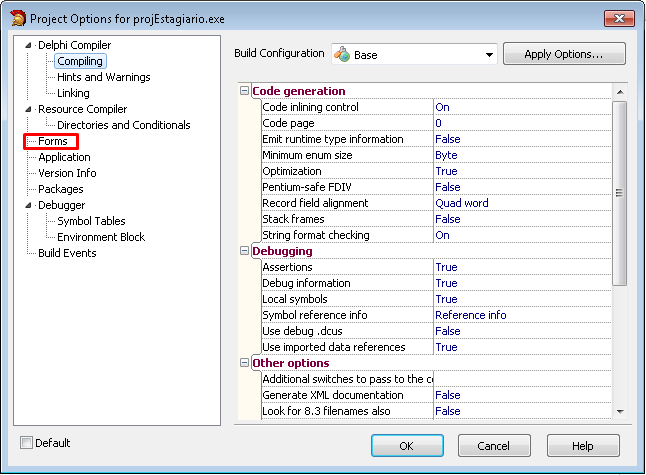 Project Options for projEstagiario.exe
Delphi Compiler
Compiling
Hints and Warnings
Linking
Resource Compiler
Directories and Conditionals
Forms
Application
Version Info
Packages
Debugger
Symbol Tables
Environment Block
Build Events
Build Configuration Base Apply Options...
Code generation
Code inlining control On
Code page 0
Emit runtime type information False
Minimum enum size Byte
Optimization True
Pentium-safe FDIV False
Record field alignment Quad word
Stack frames False
String format checking On
Debugging
Assertions True
Debug information True
Local symbols True
Symbol reference info Reference info
Use debug .dcus False
Use imported data references True
Other options
Additional switches to pass to the c
Generate XML documentation False
Look for 8.3 filenames also False
Default
OK Cancel Help